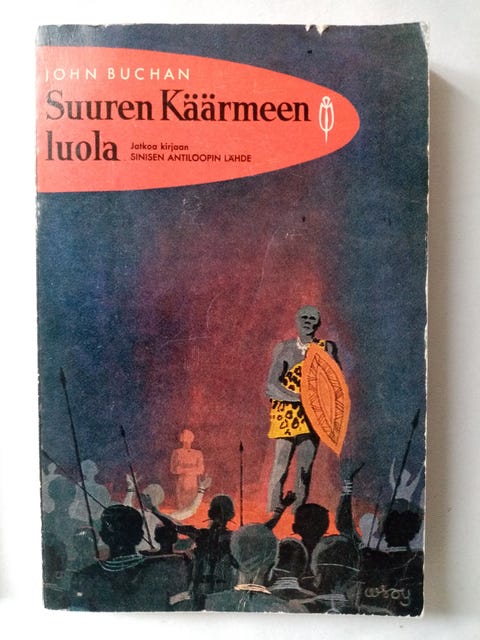 JOHN BUCHAN
Suuren Käärmeen
luola
Jatkoa kirjaan
SINISEN ANTILOOPIN LÄHDE